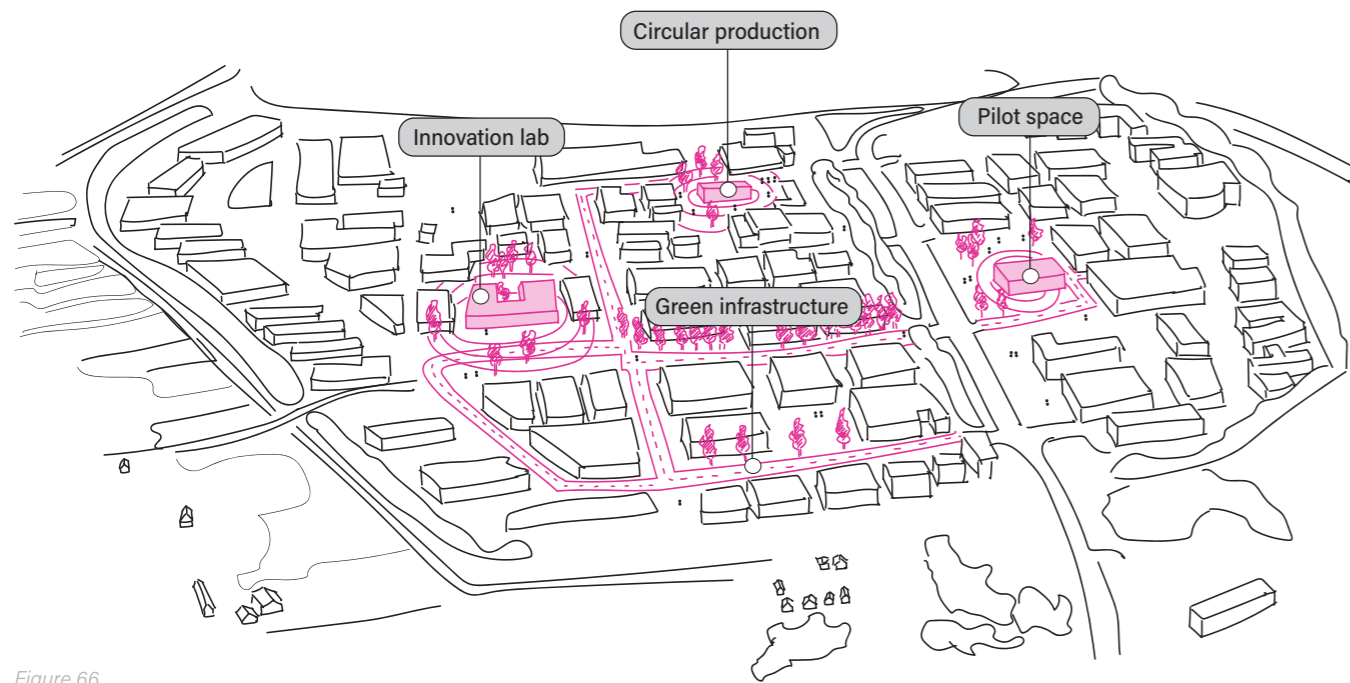 Circular production
Pilot space
Innovation lab
Green infrastructure
Figure 66